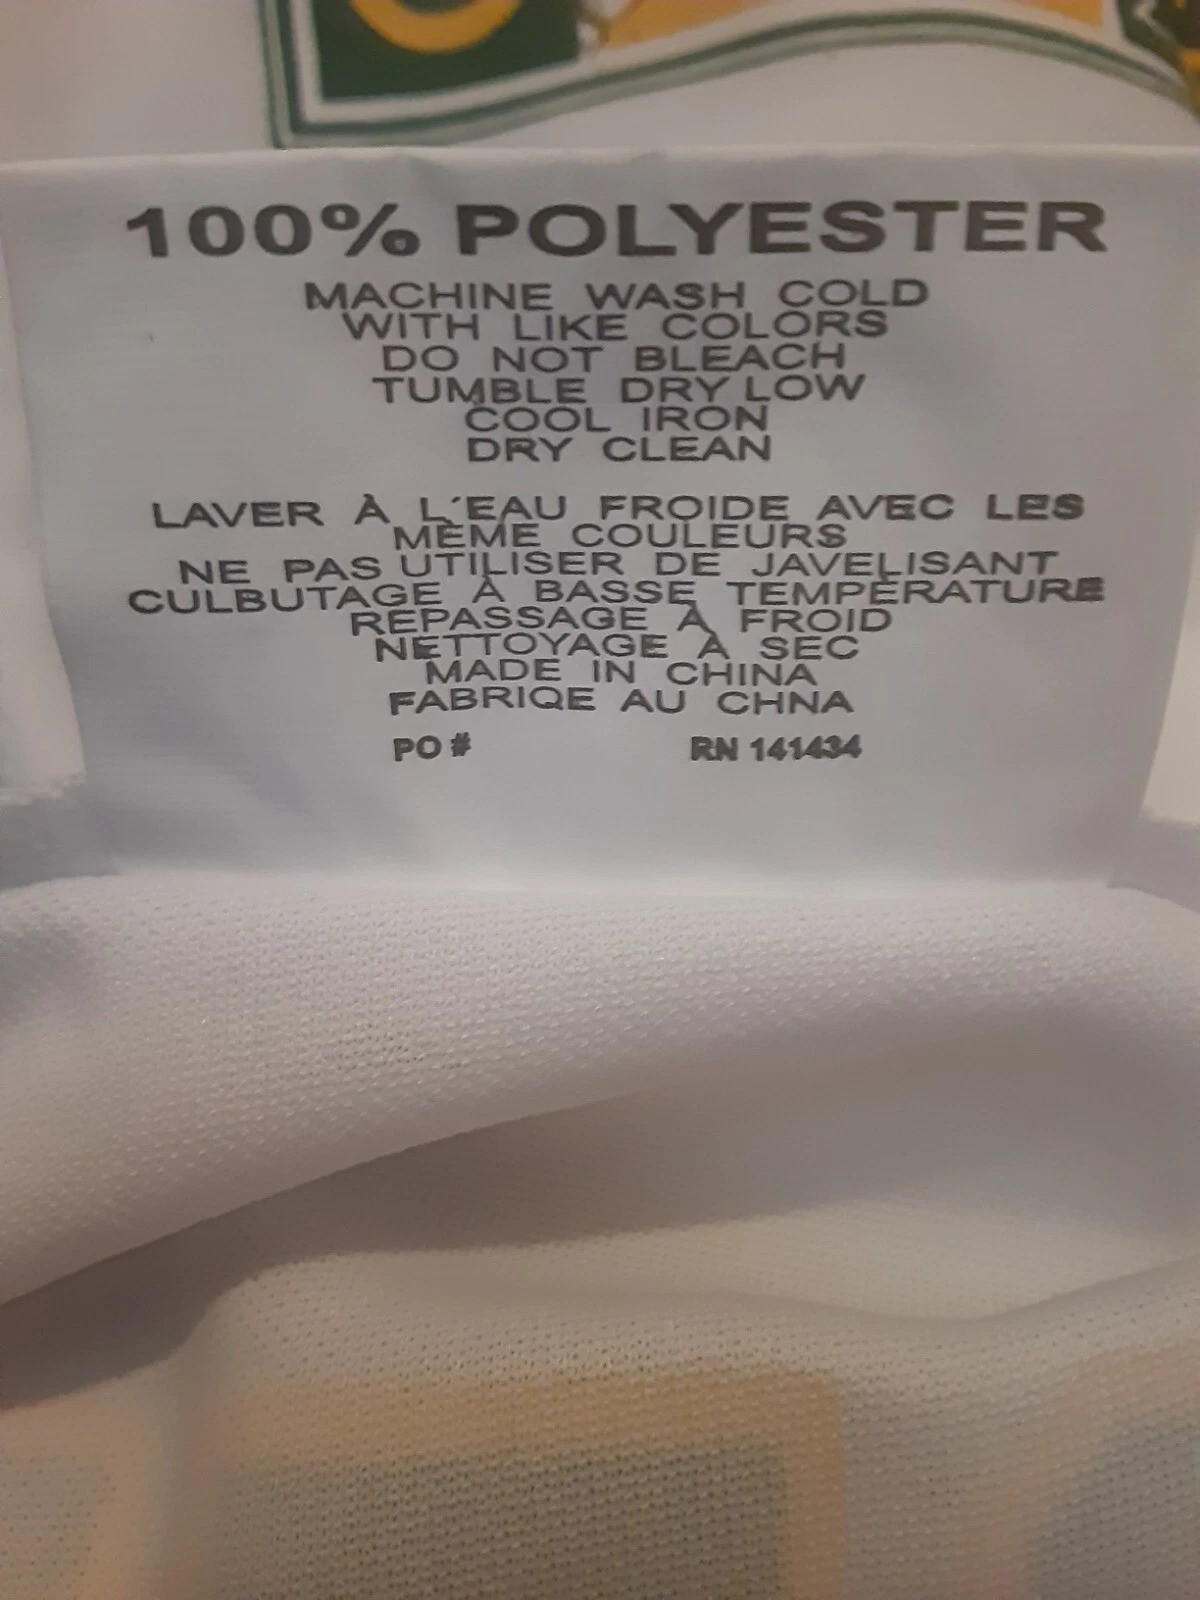 100% POLYESTER
MACHINE WASH COLD
WITH LIKE COLORS
DO NOT BLEACH
TUMBLE DRY LOW
COOL IRON
DRY CLEAN
LAVER À L´EAU FROIDE AVEC LES
MÊME COULEURS
NE PAS UTILISER DE JAVELISANT
CULBUTAGE À BASSE TEMPÉRATURE
REPASSAGE À FROID
NETTOYAGE À SEC
MADE IN CHINA
FABRIQE AU CHNA
PO # RN 141434